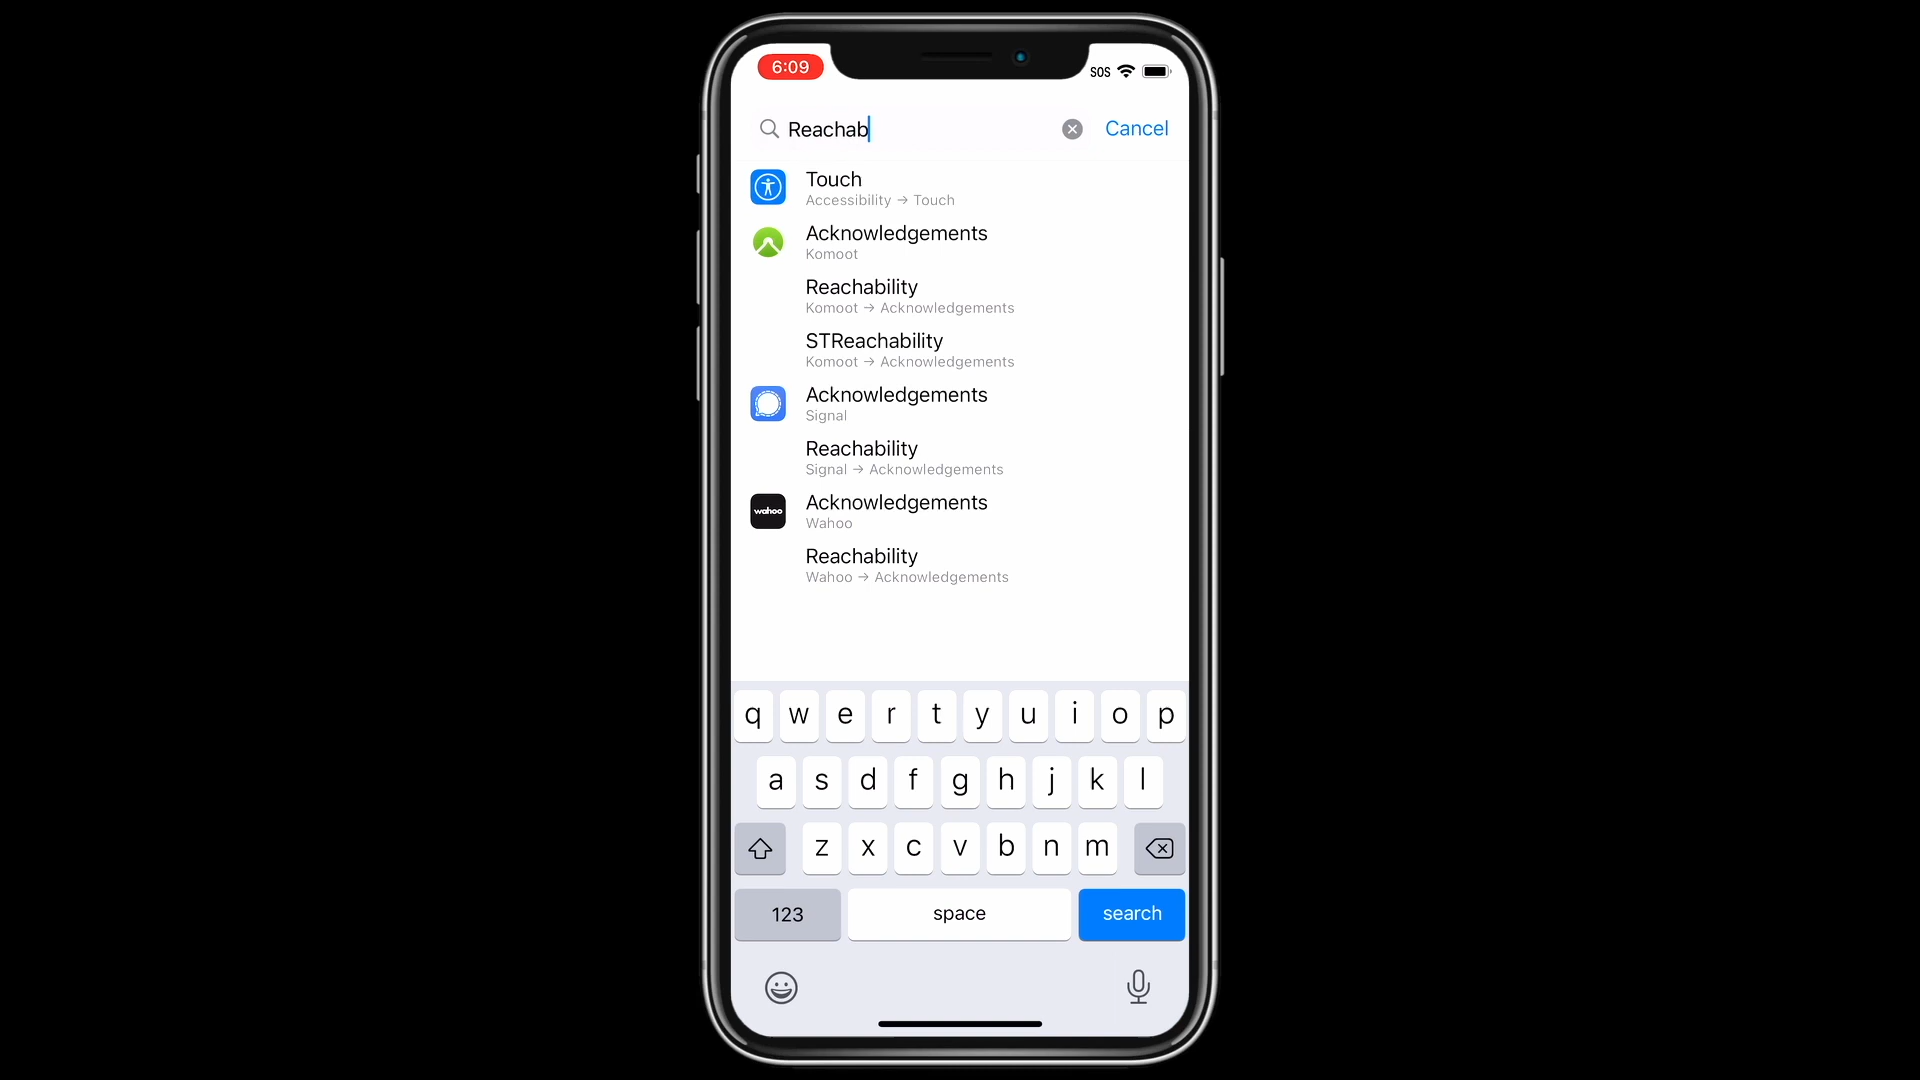 6:09
SOS
Reachab
Cancel
Touch
Accessibility → Touch
Acknowledgements
Komoot
Reachability
Komoot → Acknowledgements
STReachability
Komoot → Acknowledgements
Acknowledgements
Signal
Reachability
Signal → Acknowledgements
wahoo
Acknowledgements
Wahoo
Reachability
Wahoo → Acknowledgements
q w e r t y u i o p
a s d f g h j k l
z x c v b n m
123 space search